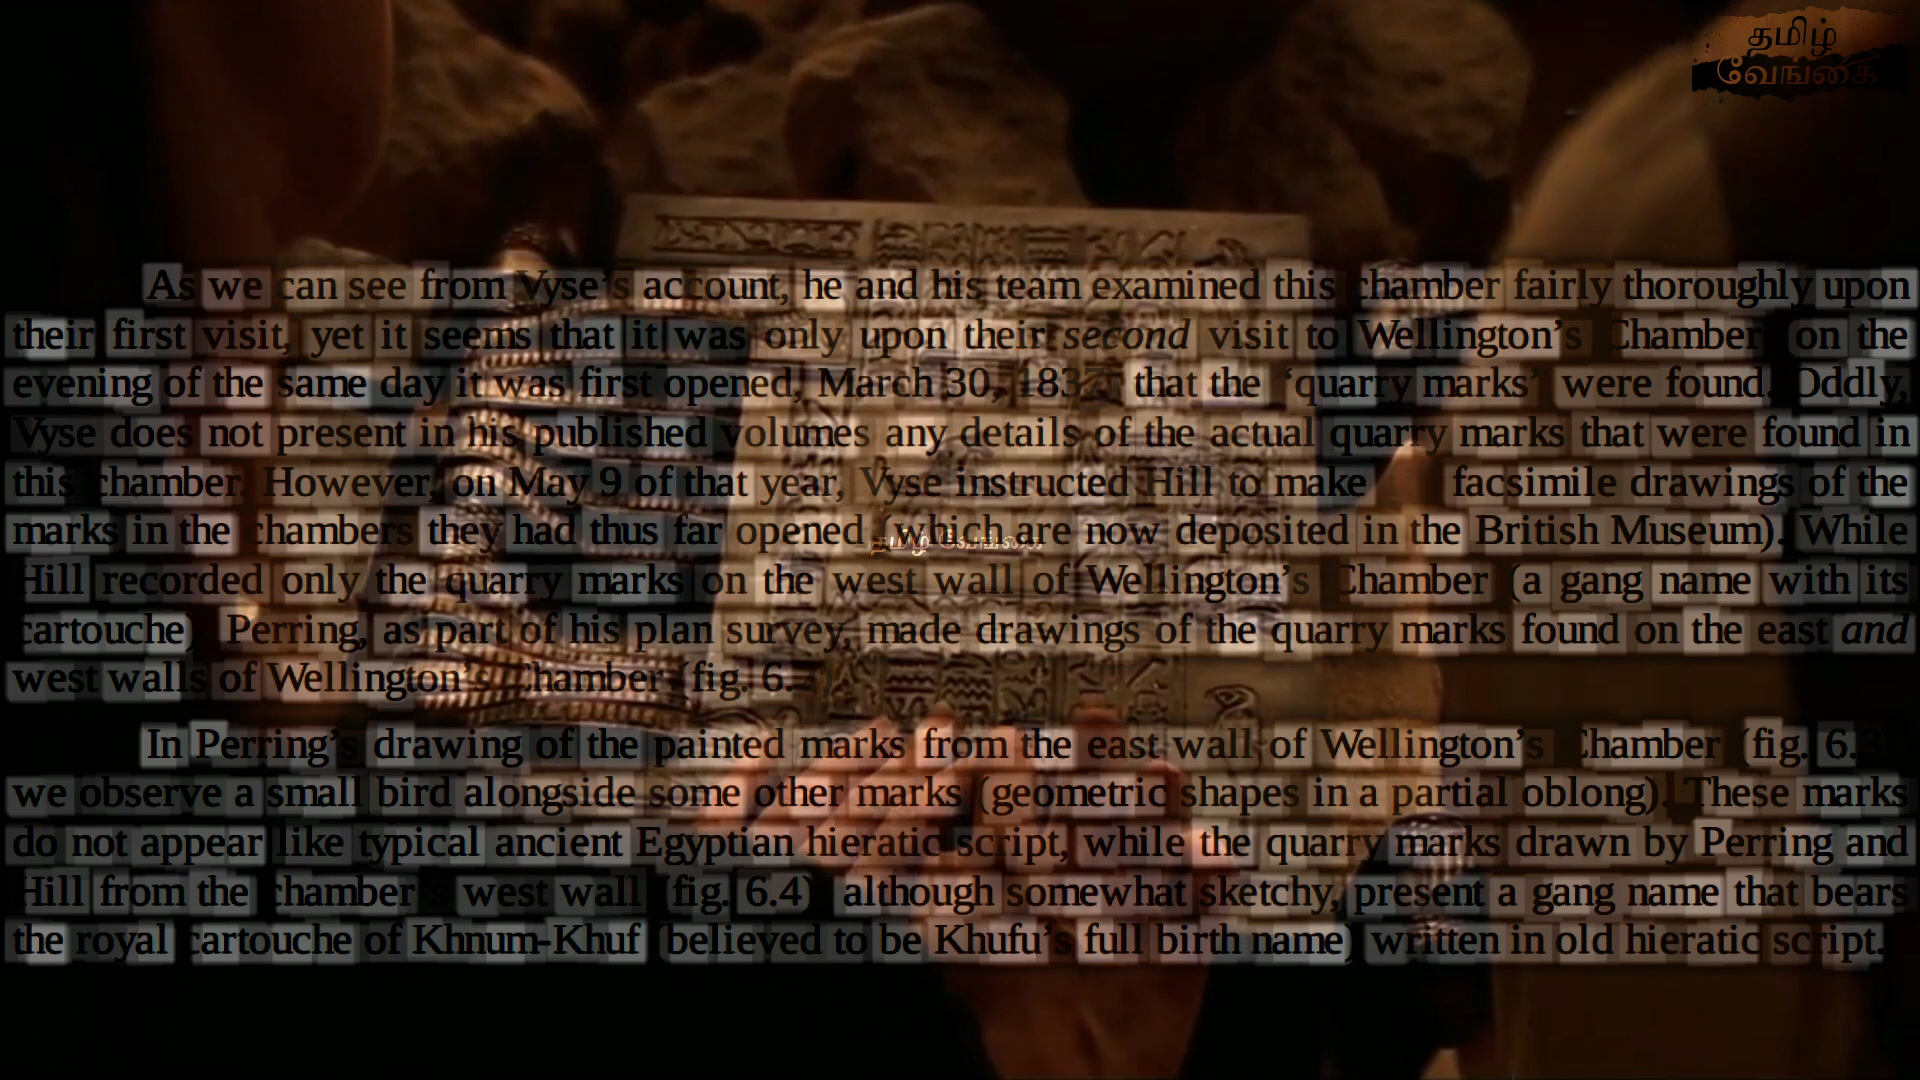 தமிழ்
வேங்கை
As we can see from Vyse's account, he and his team examined this chamber fairly thoroughly upon
their first visit, yet it seems that it was only upon their second visit to Wellington's Chamber on the
evening of the same day it was first opened, March 30, 1837, that the 'quarry marks' were found. Oddly,
Vyse does not present in his published volumes any details of the actual quarry marks that were found in
this chamber. However, on May 9 of that year, Vyse instructed Hill to make facsimile drawings of the
marks in the chambers they had thus far opened (which are now deposited in the British Museum). While
தமிழ் வேங்கை
Hill recorded only the quarry marks on the west wall of Wellington's Chamber (a gang name with its
cartouche) Perring, as part of his plan survey, made drawings of the quarry marks found on the east and
west walls of Wellington's Chamber (fig. 6.
In Perring's drawing of the painted marks from the east wall of Wellington's Chamber (fig. 6.
we observe a small bird alongside some other marks (geometric shapes in a partial oblong). These marks
do not appear like typical ancient Egyptian hieratic script, while the quarry marks drawn by Perring and
Hill from the chamber's west wall (fig. 6.4) although somewhat sketchy, present a gang name that bears
the royal cartouche of Khnum-Khuf (believed to be Khufu's full birth name) written in old hieratic script.